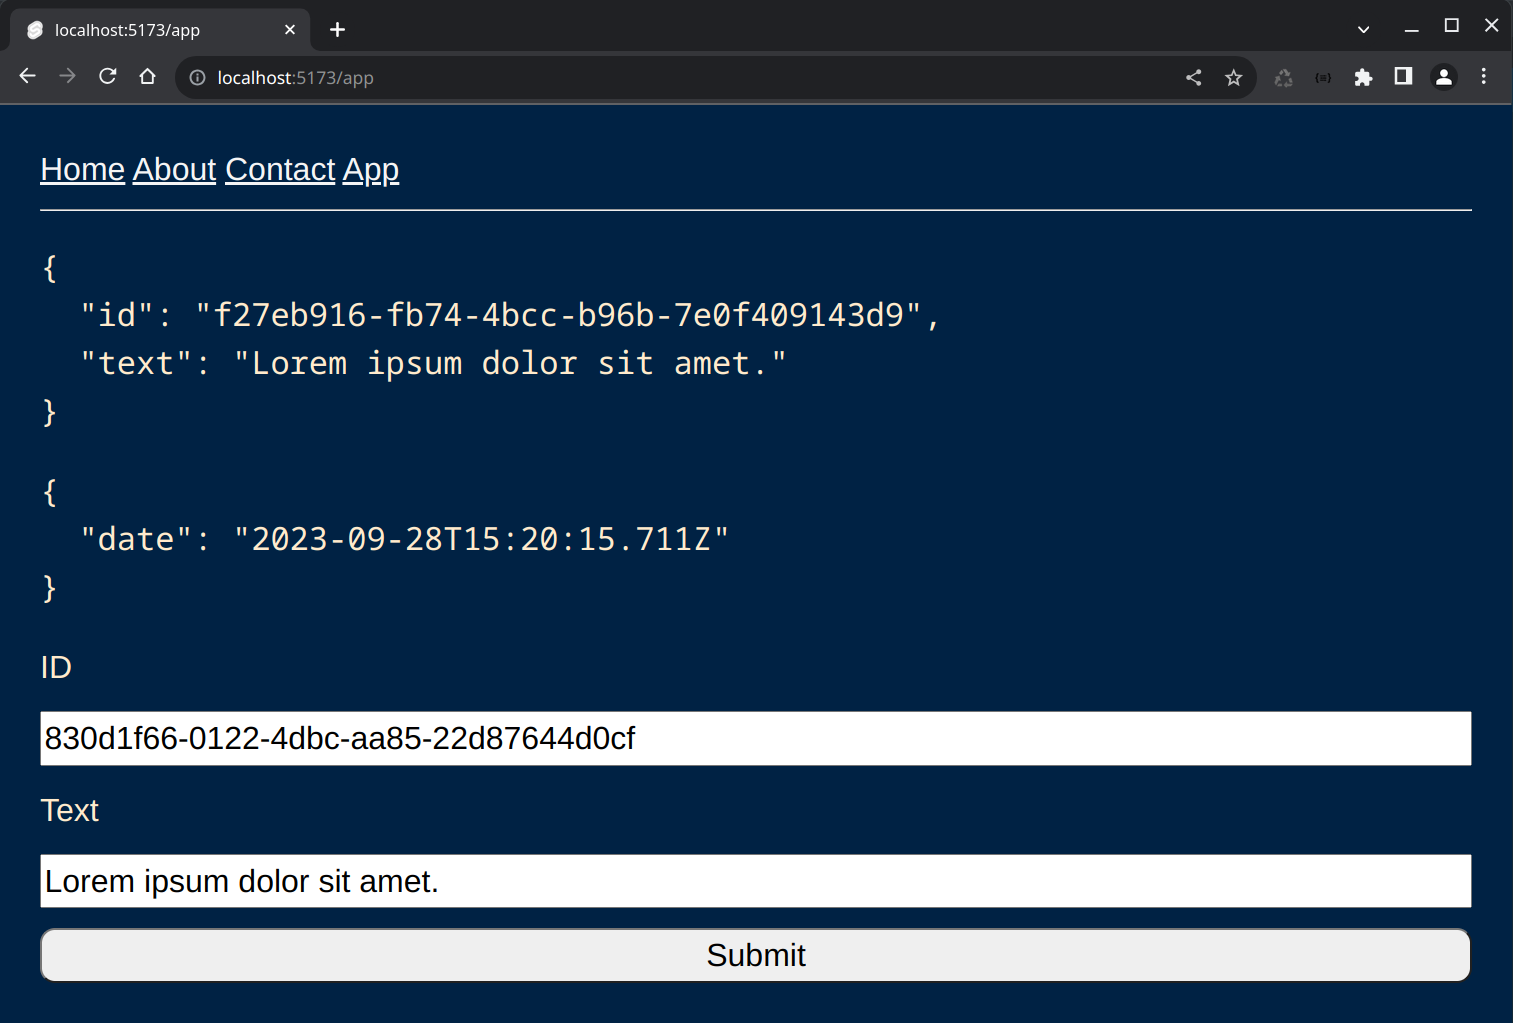 localhost:5173/app
localhost:5173/app
Home About Contact App
{
  "id": "f27eb916-fb74-4bcc-b96b-7e0f409143d9",
  "text": "Lorem ipsum dolor sit amet."
}
{
  "date": "2023-09-28T15:20:15.711Z"
}
ID
830d1f66-0122-4dbc-aa85-22d87644d0cf
Text
Lorem ipsum dolor sit amet.
Submit